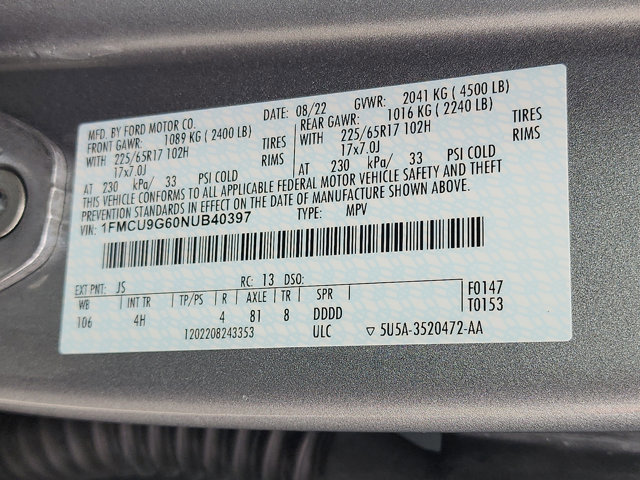 MFD. BY FORD MOTOR CO. DATE: 08/22 GVWR: 2041 KG ( 4500 LB)
FRONT GAWR: 1089 KG ( 2400 LB) REAR GAWR: 1016 KG ( 2240 LB)
WITH 225/65R17 102H TIRES WITH 225/65R17 102H TIRES
17x7.0J RIMS 17x7.0J RIMS
AT 230 kPa/ 33 PSI COLD AT 230 kPa/ 33 PSI COLD
THIS VEHICLE CONFORMS TO ALL APPLICABLE FEDERAL MOTOR VEHICLE SAFETY AND THEFT
PREVENTION STANDARDS IN EFFECT ON THE DATE OF MANUFACTURE SHOWN ABOVE.
VIN: 1FMCU9G60NUB40397 TYPE: MPV
EXT PNT: JS RC: 13 DSO: F0147
WB INT TR TP/PS R AXLE TR SPR T0153
106 4H 4 81 8 DDDD
1202208243353 ULC ▽ 5U5A-3520472-AA